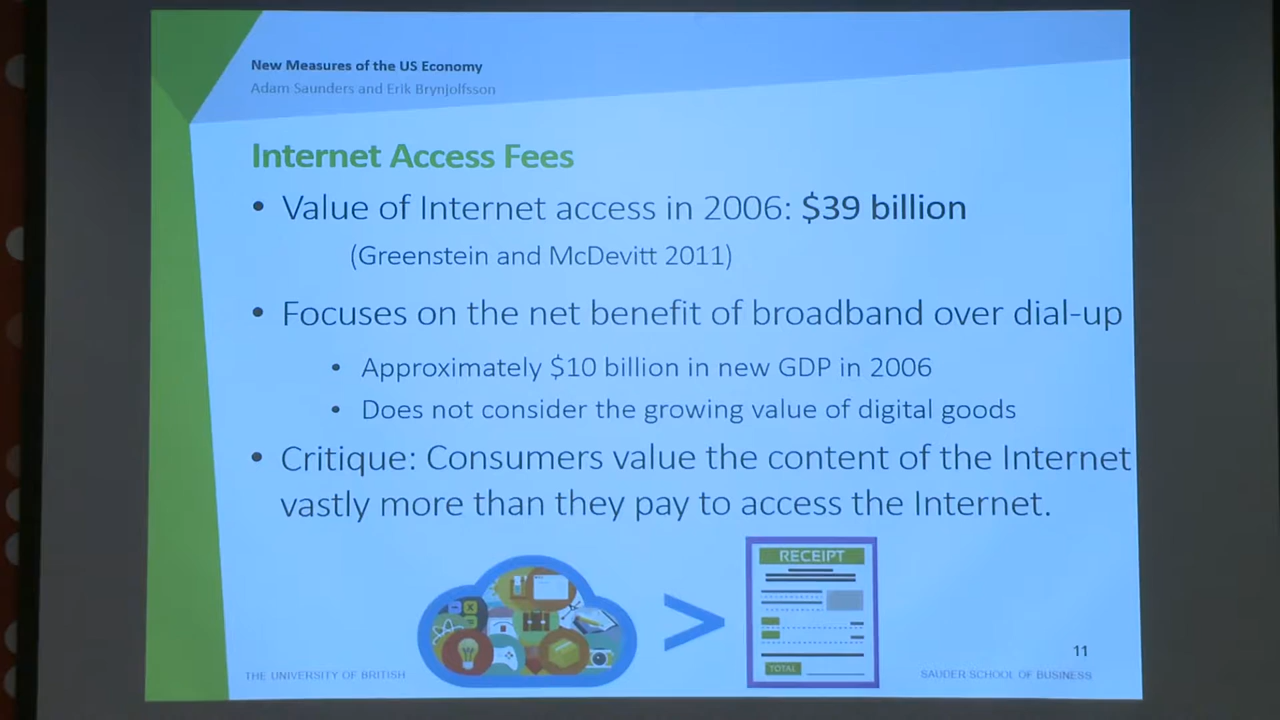 New Measures of the US Economy
Adam Saunders and Erik Brynjolfsson
Internet Access Fees
• Value of Internet access in 2006: $39 billion
(Greenstein and McDevitt 2011)
• Focuses on the net benefit of broadband over dial-up
• Approximately $10 billion in new GDP in 2006
• Does not consider the growing value of digital goods
• Critique: Consumers value the content of the Internet
vastly more than they pay to access the Internet.
>
RECEIPT
TOTAL
11
THE UNIVERSITY OF BRITISH
SAUDER SCHOOL OF BUSINESS